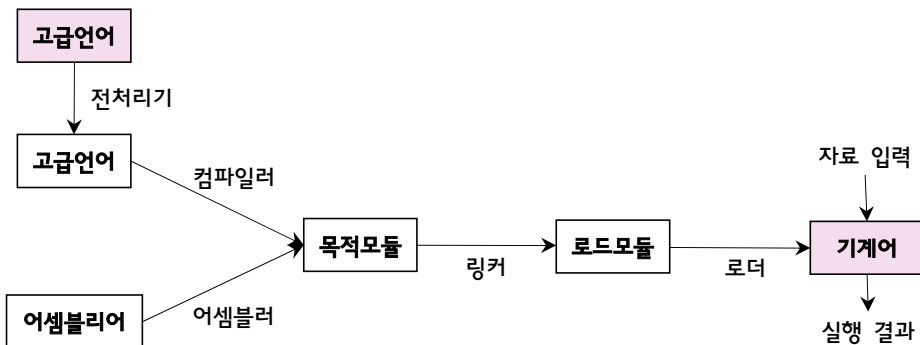 고급언어
전처리기
고급언어
컴파일러
자료 입력
목적모듈
로드모듈
기계어
링커
로더
어셈블리어
어셈블러
실행 결과